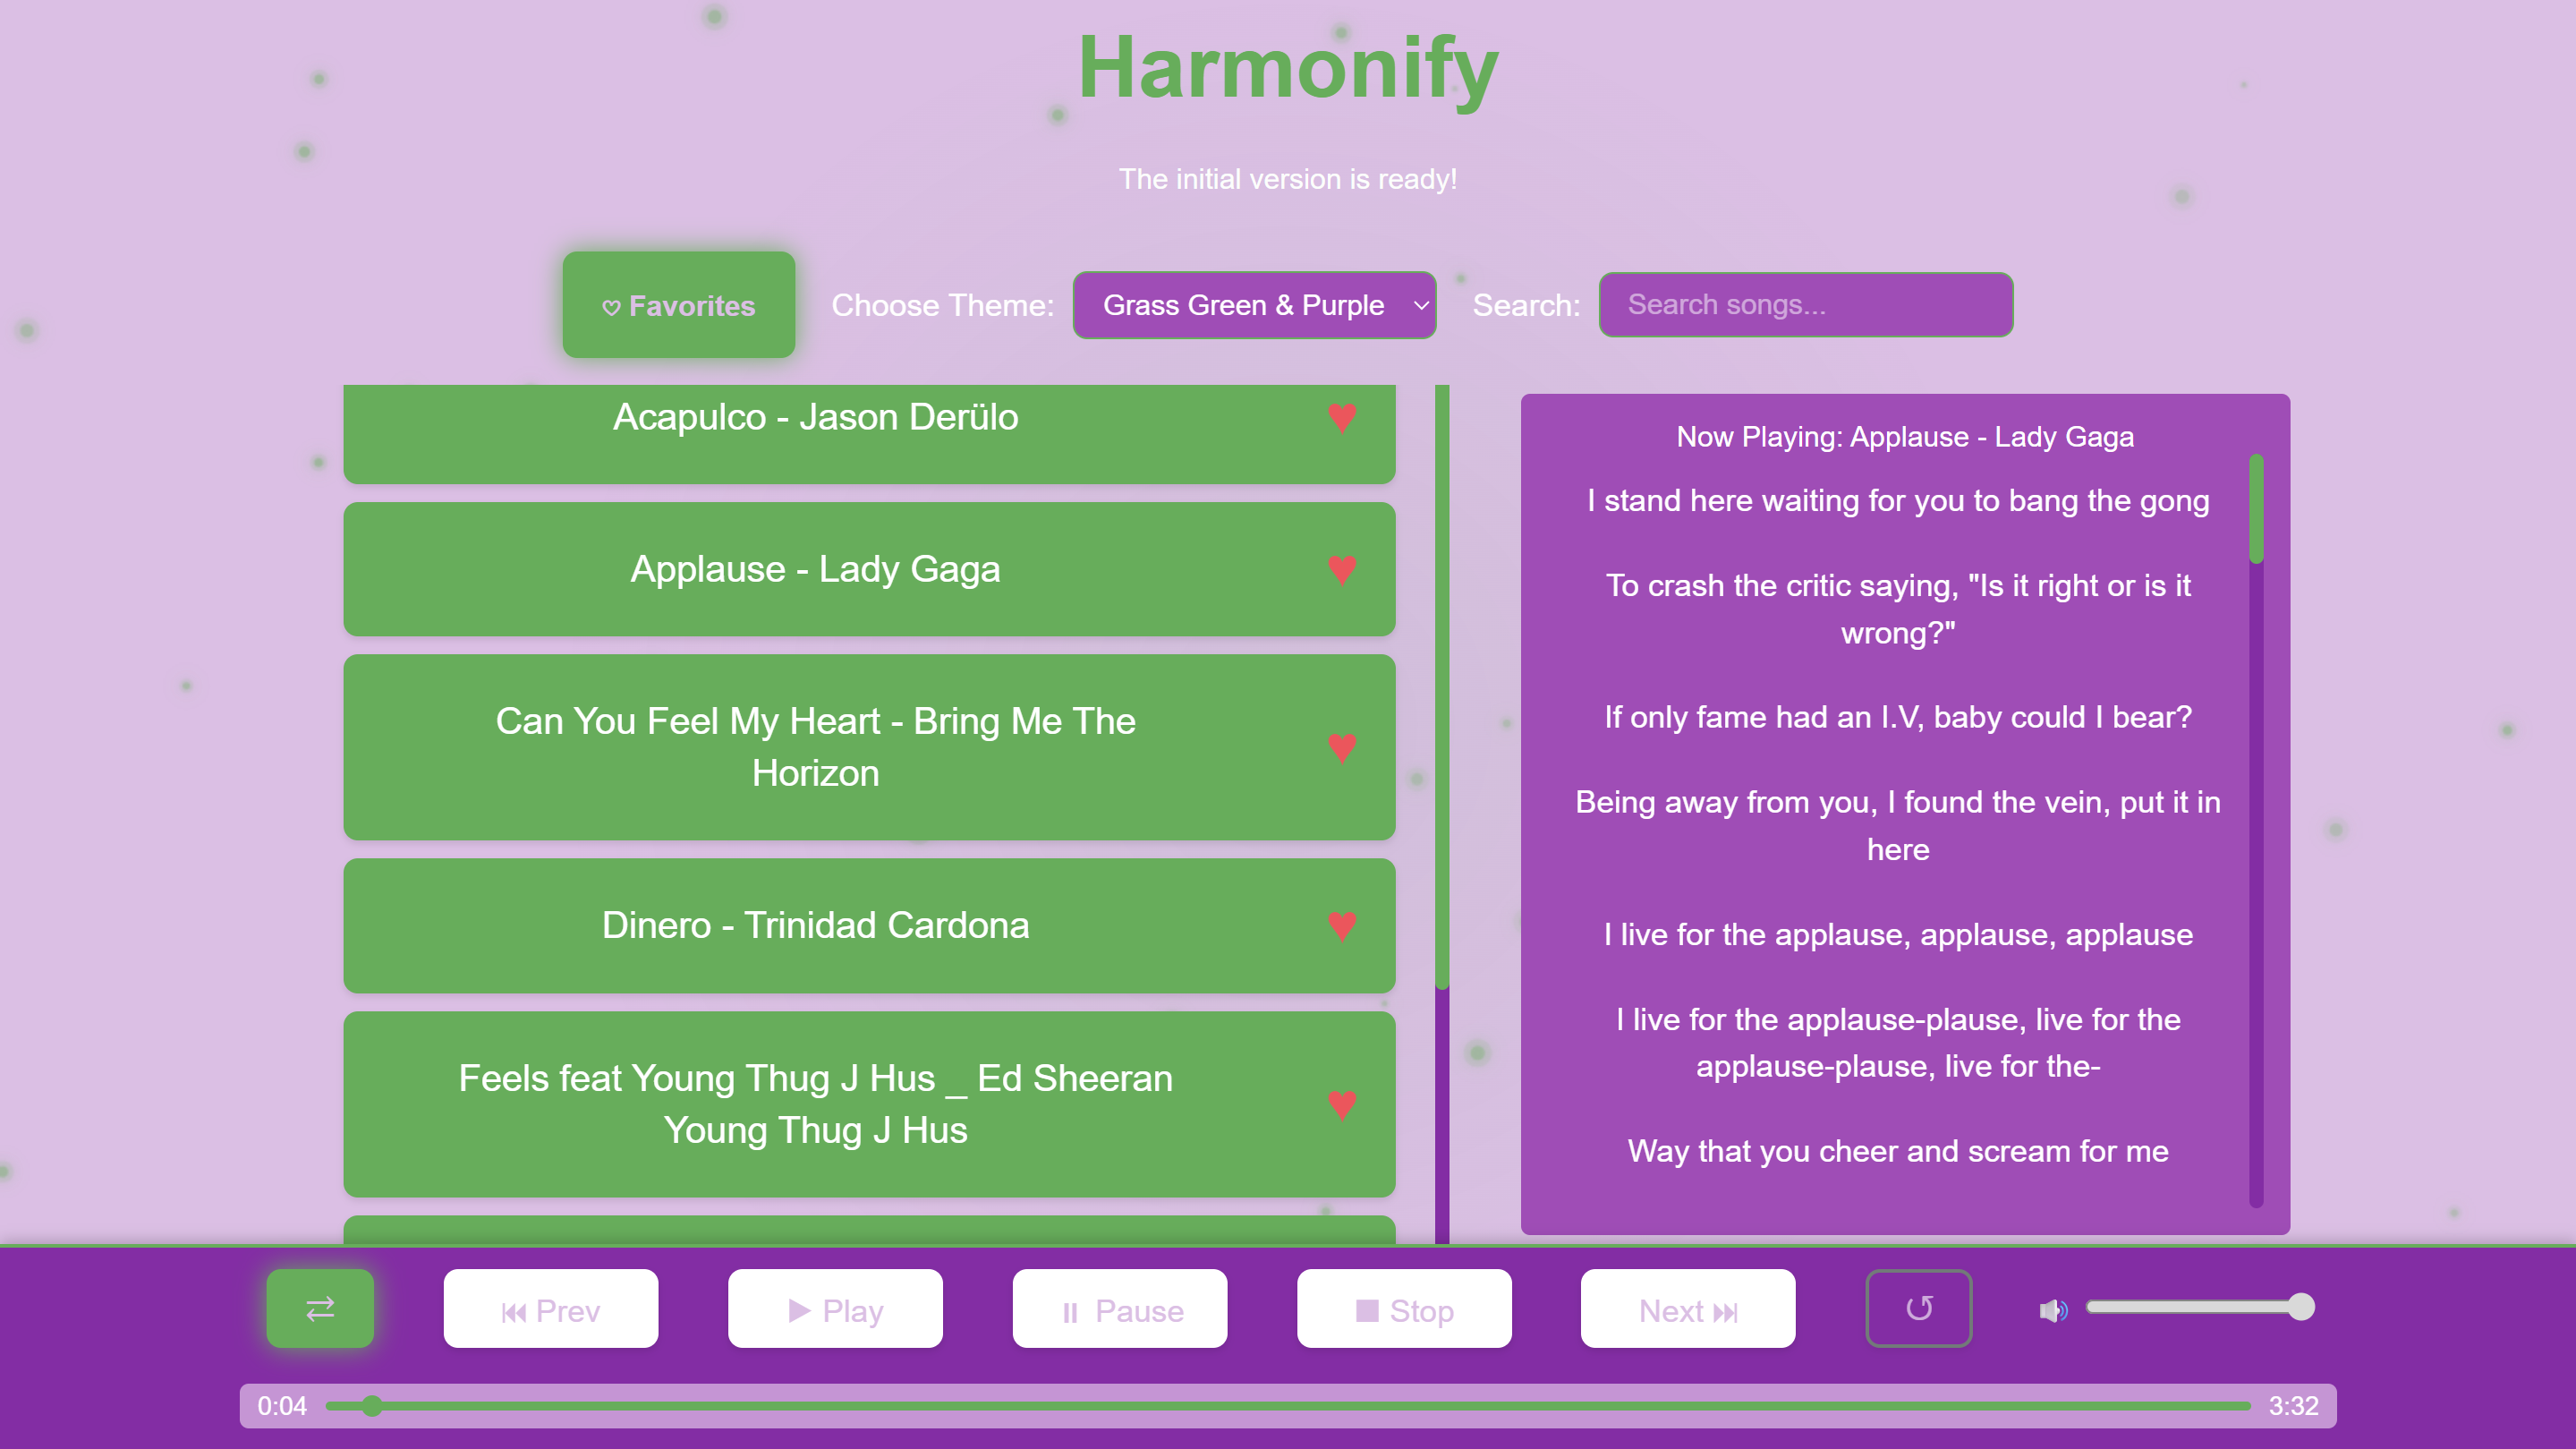 Harmonify
The initial version is ready!
♡ Favorites
Choose Theme:
Grass Green & Purple
Search:
Search songs...
Acapulco - Jason Derülo
Applause - Lady Gaga
Can You Feel My Heart - Bring Me The
Horizon
Dinero - Trinidad Cardona
Feels feat Young Thug J Hus _ Ed Sheeran
Young Thug J Hus
Now Playing: Applause - Lady Gaga
I stand here waiting for you to bang the gong
To crash the critic saying, "Is it right or is it
wrong?"
If only fame had an I.V, baby could I bear?
Being away from you, I found the vein, put it in
here
I live for the applause, applause, applause
I live for the applause-plause, live for the
applause-plause, live for the-
Way that you cheer and scream for me
⏮ Prev
▶ Play
⏸ Pause
⏹ Stop
Next ⏭
0:04
3:32